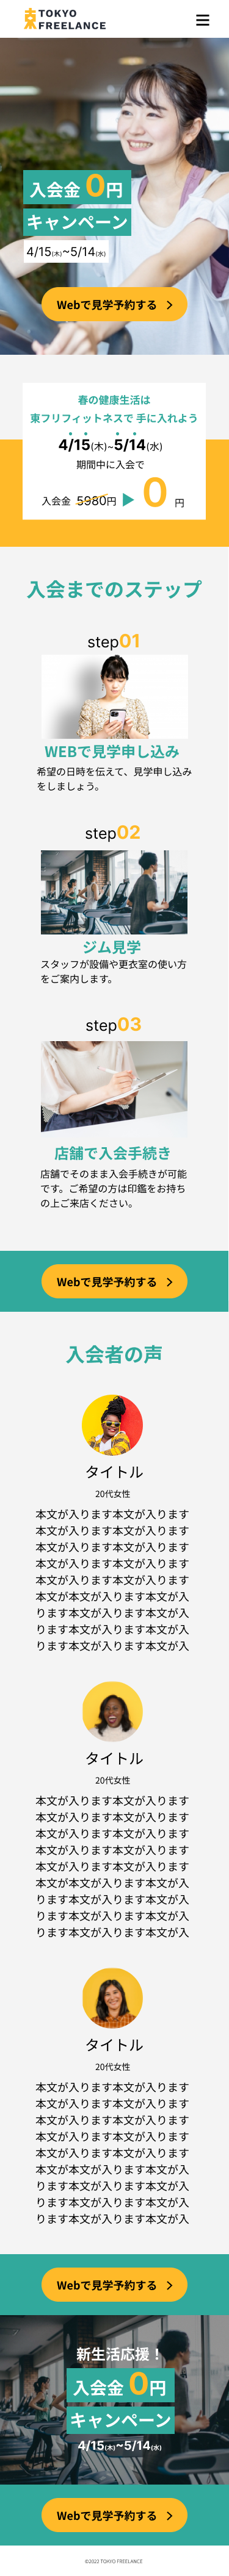 TOKYO
FREELANCE
入会金 0円
キャンペーン
4/15(木)~5/14(水)
Webで見学予約する
春の健康生活は
東フリフィットネスで 手に入れよう
4/15(木)~5/14(水)
期間中に入会で
入会金 5980円 ▶ 0 円
入会までのステップ
step01
WEBで見学申し込み
希望の日時を伝えて、見学申し込み
をしましょう。
step02
ジム見学
スタッフが設備や更衣室の使い方
をご案内します。
step03
店舗で入会手続き
店舗でそのまま入会手続きが可能
です。ご希望の方は印鑑をお持ち
の上ご来店ください。
Webで見学予約する
入会者の声
タイトル
20代女性
本文が入ります本文が入ります
本文が入ります本文が入ります
本文が入ります本文が入ります
本文が入ります本文が入ります
本文が入ります本文が入ります
本文が本文が入ります本文が入
ります本文が入ります本文が入
ります本文が入ります本文が入
ります本文が入ります本文が入
タイトル
20代女性
本文が入ります本文が入ります
本文が入ります本文が入ります
本文が入ります本文が入ります
本文が入ります本文が入ります
本文が入ります本文が入ります
本文が本文が入ります本文が入
ります本文が入ります本文が入
ります本文が入ります本文が入
ります本文が入ります本文が入
タイトル
20代女性
本文が入ります本文が入ります
本文が入ります本文が入ります
本文が入ります本文が入ります
本文が入ります本文が入ります
本文が入ります本文が入ります
本文が本文が入ります本文が入
ります本文が入ります本文が入
ります本文が入ります本文が入
ります本文が入ります本文が入
Webで見学予約する
新生活応援！
入会金 0円
キャンペーン
4/15(木)~5/14(水)
Webで見学予約する
©2022 TOKYO FREELANCE